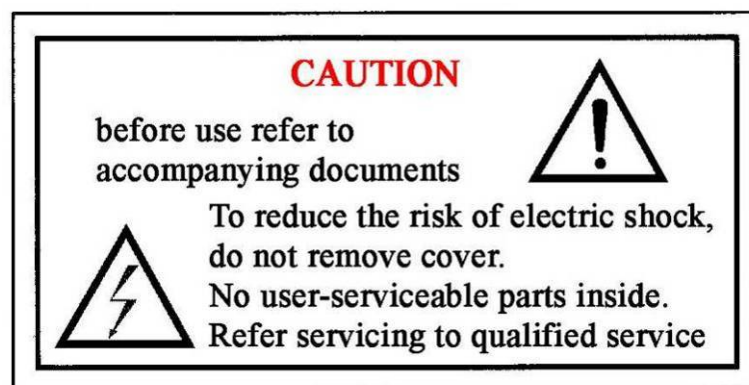 CAUTION
before use refer to
accompanying documents
To reduce the risk of electric shock,
do not remove cover.
No user-serviceable parts inside.
Refer servicing to qualified service